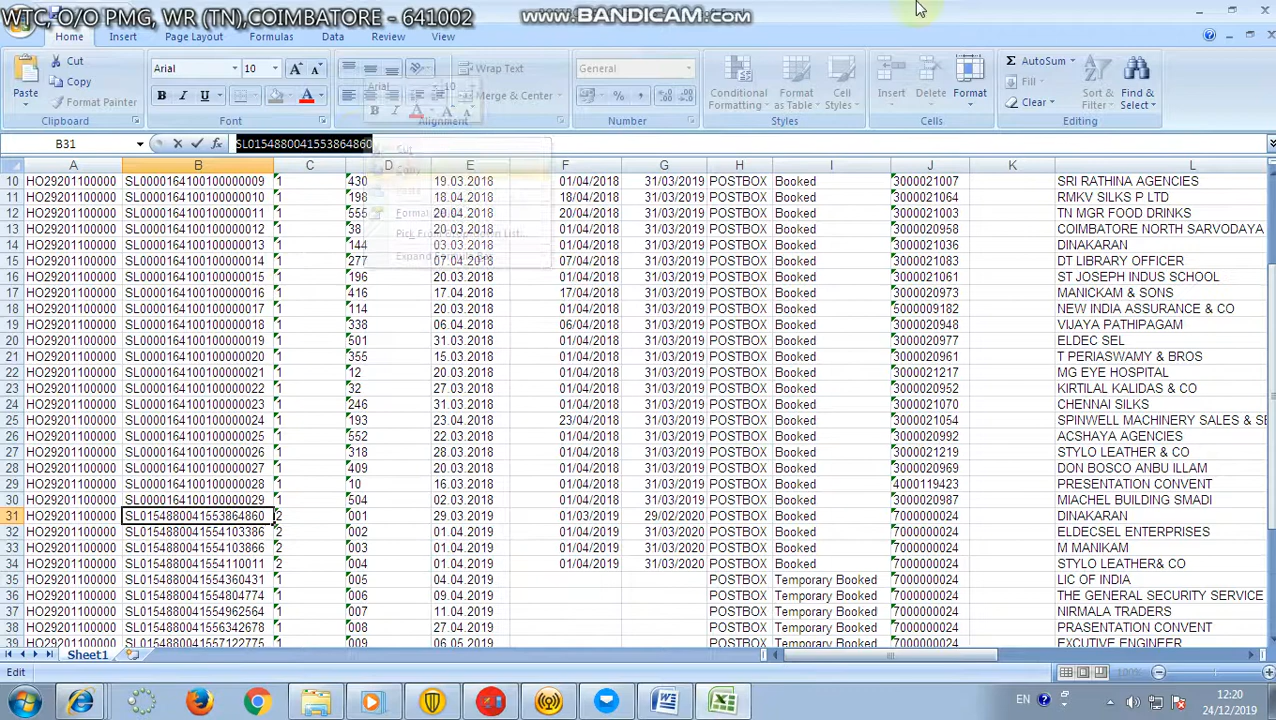 WTC, O/O PMG, WR (TN),COIMBATORE - 641002
www.BANDICAM.com
Home Insert Page Layout Formulas Data Review View
Paste Cut Copy Format Painter Clipboard
Arial 10 B I U Font
Wrap Text Merge & Center Alignment
General % , Number
Conditional Formatting Format as Table Cell Styles Styles
Insert Delete Format Cells
AutoSum Fill Clear Sort & Filter Find & Select Editing
B31 fx SL0154880041553864860
Cut
Copy
A B C D E F G H I J K L
10 HO29201100000 SL0000164100100000009 1 430 19.03.2018 01/04/2018 31/03/2019 POSTBOX Booked 3000021007 SRI RATHINA AGENCIES
11 HO29201100000 SL0000164100100000010 1 198 18.04.2018 18/04/2018 31/03/2019 POSTBOX Booked 3000021064 RMKV SILKS P LTD
12 HO29201100000 SL0000164100100000011 1 555 20.04.2018 20/04/2018 31/03/2019 POSTBOX Booked 3000021003 TN MGR FOOD DRINKS
13 HO29201100000 SL0000164100100000012 1 38 20.03.2018 01/04/2018 31/03/2019 POSTBOX Booked 3000020958 COIMBATORE NORTH SARVODAYA
14 HO29201100000 SL0000164100100000013 1 144 03.03.2018 01/04/2018 31/03/2019 POSTBOX Booked 3000021036 DINAKARAN
15 HO29201100000 SL0000164100100000014 1 277 07.04.2018 07/04/2018 31/03/2019 POSTBOX Booked 3000021083 DT LIBRARY OFFICER
16 HO29201100000 SL0000164100100000015 1 196 20.03.2018 01/04/2018 31/03/2019 POSTBOX Booked 3000021061 ST JOSEPH INDUS SCHOOL
17 HO29201100000 SL0000164100100000016 1 416 17.04.2018 17/04/2018 31/03/2019 POSTBOX Booked 3000020973 MANICKAM & SONS
18 HO29201100000 SL0000164100100000017 1 114 20.03.2018 01/04/2018 31/03/2019 POSTBOX Booked 5000009182 NEW INDIA ASSURANCE & CO
19 HO29201100000 SL0000164100100000018 1 338 06.04.2018 06/04/2018 31/03/2019 POSTBOX Booked 3000020948 VIJAYA PATHIPAGAM
20 HO29201100000 SL0000164100100000019 1 501 31.03.2018 01/04/2018 31/03/2019 POSTBOX Booked 3000020977 ELDEC SEL
21 HO29201100000 SL0000164100100000020 1 355 15.03.2018 01/04/2018 31/03/2019 POSTBOX Booked 3000020961 T PERIASWAMY & BROS
22 HO29201100000 SL0000164100100000021 1 12 20.03.2018 01/04/2018 31/03/2019 POSTBOX Booked 3000021217 MG EYE HOSPITAL
23 HO29201100000 SL0000164100100000022 1 32 27.03.2018 01/04/2018 31/03/2019 POSTBOX Booked 3000020952 KIRTILAL KALIDAS & CO
24 HO29201100000 SL0000164100100000023 1 246 31.03.2018 01/04/2018 31/03/2019 POSTBOX Booked 3000021070 CHENNAI SILKS
25 HO29201100000 SL0000164100100000024 1 193 23.04.2018 23/04/2018 31/03/2019 POSTBOX Booked 3000021054 SPINWELL MACHINERY SALES & SE
26 HO29201100000 SL0000164100100000025 1 552 22.03.2018 01/04/2018 31/03/2019 POSTBOX Booked 3000020992 ACSHAYA AGENCIES
27 HO29201100000 SL0000164100100000026 1 318 28.03.2018 01/04/2018 31/03/2019 POSTBOX Booked 3000021219 STYLO LEATHER & CO
28 HO29201100000 SL0000164100100000027 1 409 20.03.2018 01/04/2018 31/03/2019 POSTBOX Booked 3000020969 DON BOSCO ANBU ILLAM
29 HO29201100000 SL0000164100100000028 1 10 16.03.2018 01/04/2018 31/03/2019 POSTBOX Booked 4000119423 PRESENTATION CONVENT
30 HO29201100000 SL0000164100100000029 1 504 02.03.2018 01/04/2018 31/03/2019 POSTBOX Booked 3000020987 MIACHEL BUILDING SMADI
31 HO29201100000 SL0154880041553864860 2 001 29.03.2019 01/03/2019 29/02/2020 POSTBOX Booked 7000000024 DINAKARAN
32 HO29201100000 SL0154880041554103386 2 002 01.04.2019 01/04/2019 31/03/2020 POSTBOX Booked 7000000024 ELDECSEL ENTERPRISES
33 HO29201100000 SL0154880041554103866 2 003 01.04.2019 01/04/2019 31/03/2020 POSTBOX Booked 7000000024 M MANIKAM
34 HO29201100000 SL0154880041554110011 2 004 01.04.2019 01/04/2019 31/03/2020 POSTBOX Booked 7000000024 STYLO LEATHER& CO
35 HO29201100000 SL0154880041554360431 1 005 04.04.2019 POSTBOX Temporary Booked 7000000024 LIC OF INDIA
36 HO29201100000 SL0154880041554804774 1 006 09.04.2019 POSTBOX Temporary Booked 7000000024 THE GENERAL SECURITY SERVICE
37 HO29201100000 SL0154880041554962564 1 007 11.04.2019 POSTBOX Temporary Booked 7000000024 NIRMALA TRADERS
38 HO29201100000 SL0154880041556342678 1 008 27.04.2019 POSTBOX Temporary Booked 7000000024 PRASENTATION CONVENT
39 HO29201100000 SL0154880041557122775 1 009 06.05.2019 POSTBOX Temporary Booked 7000000024 EXCUTIVE ENGINEER
Sheet1
Edit 100%
EN 12:20
24/12/2019